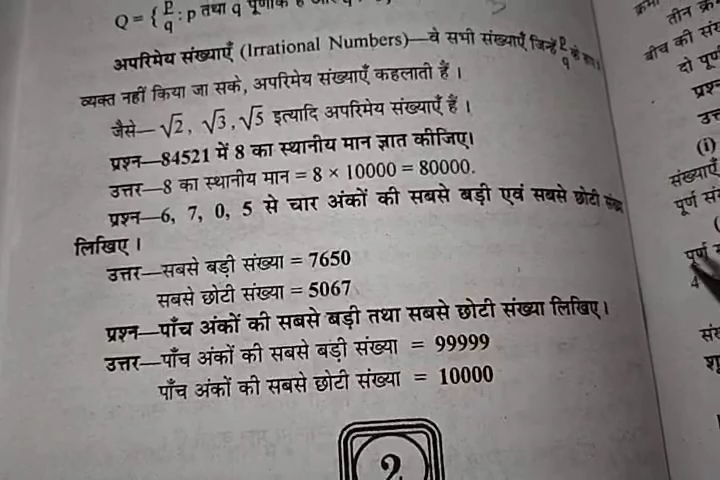 Q = { p/q : p तथा q पूर्णांक
अपरिमेय संख्याएँ (Irrational Numbers)—वे सभी संख्याएँ जिन्हें p/q के रूप
व्यक्त नहीं किया जा सके, अपरिमेय संख्याएँ कहलाती हैं ।
जैसे— √2, √3, √5 इत्यादि अपरिमेय संख्याएँ हैं ।
प्रश्न—84521 में 8 का स्थानीय मान ज्ञात कीजिए।
उत्तर—8 का स्थानीय मान = 8 × 10000 = 80000.
प्रश्न—6, 7, 0, 5 से चार अंकों की सबसे बड़ी एवं सबसे छोटी संख्या
लिखिए ।
उत्तर—सबसे बड़ी संख्या = 7650
सबसे छोटी संख्या = 5067
प्रश्न—पाँच अंकों की सबसे बड़ी तथा सबसे छोटी संख्या लिखिए।
उत्तर—पाँच अंकों की सबसे बड़ी संख्या = 99999
पाँच अंकों की सबसे छोटी संख्या = 10000
2
तीन
बीच की
दो
(i)
संख्याएँ
पूर्ण
पूर्ण
4